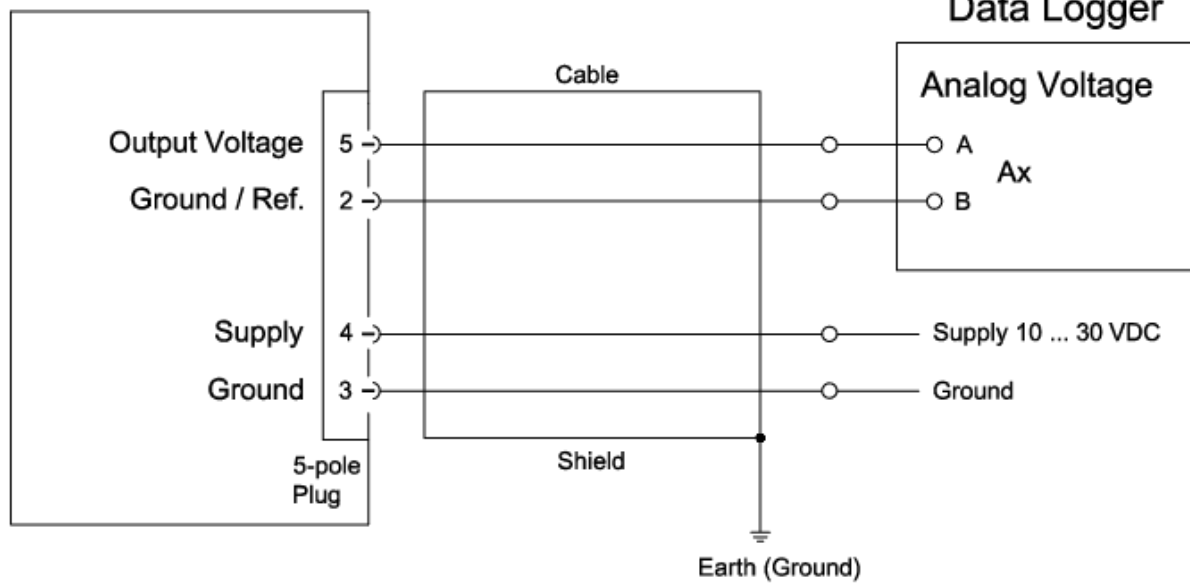 Data Logger
Cable
Analog Voltage
Output Voltage 5 A
Ax
Ground / Ref. 2 B
Supply 4 Supply 10 ... 30 VDC
Ground 3 Ground
5-pole
Plug
Shield
Earth (Ground)